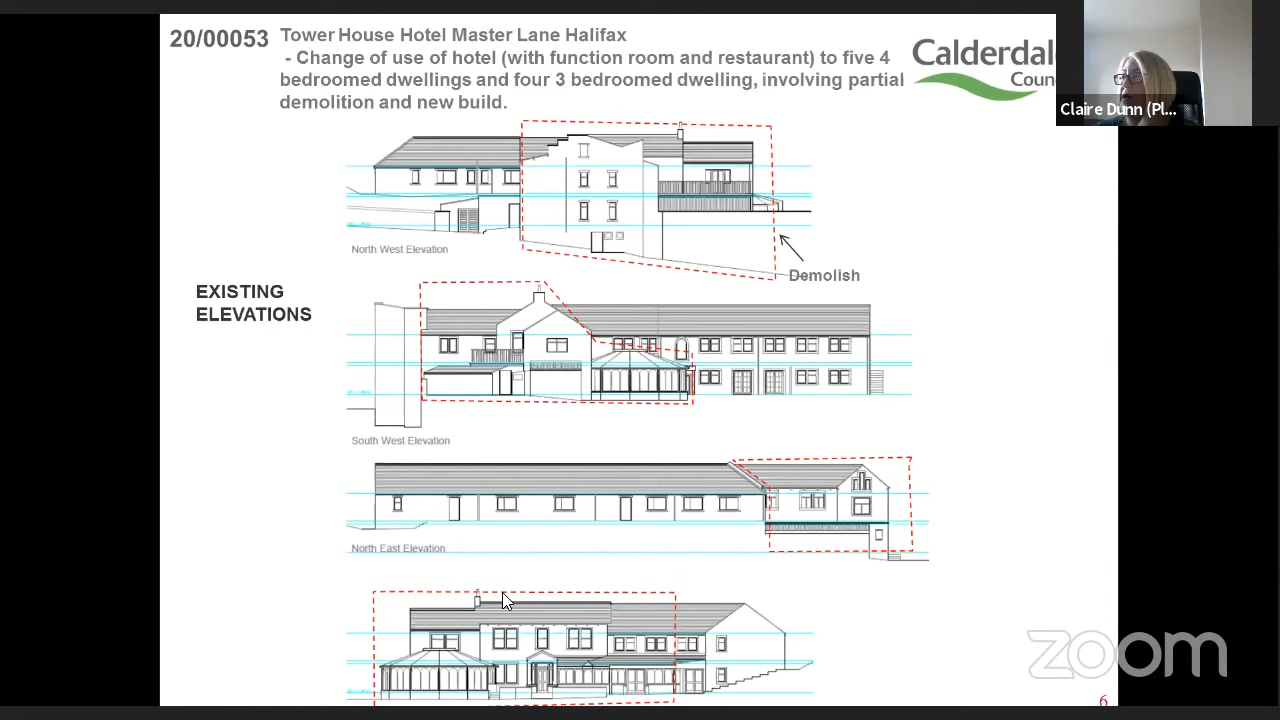 20/00053
Tower House Hotel Master Lane Halifax
- Change of use of hotel (with function room and restaurant) to five 4
bedroomed dwellings and four 3 bedroomed dwelling, involving partial
demolition and new build.
Calderdale
Counc
Claire Dunn (Pl...
North West Elevation
Demolish
EXISTING
ELEVATIONS
South West Elevation
North East Elevation
zoom
6